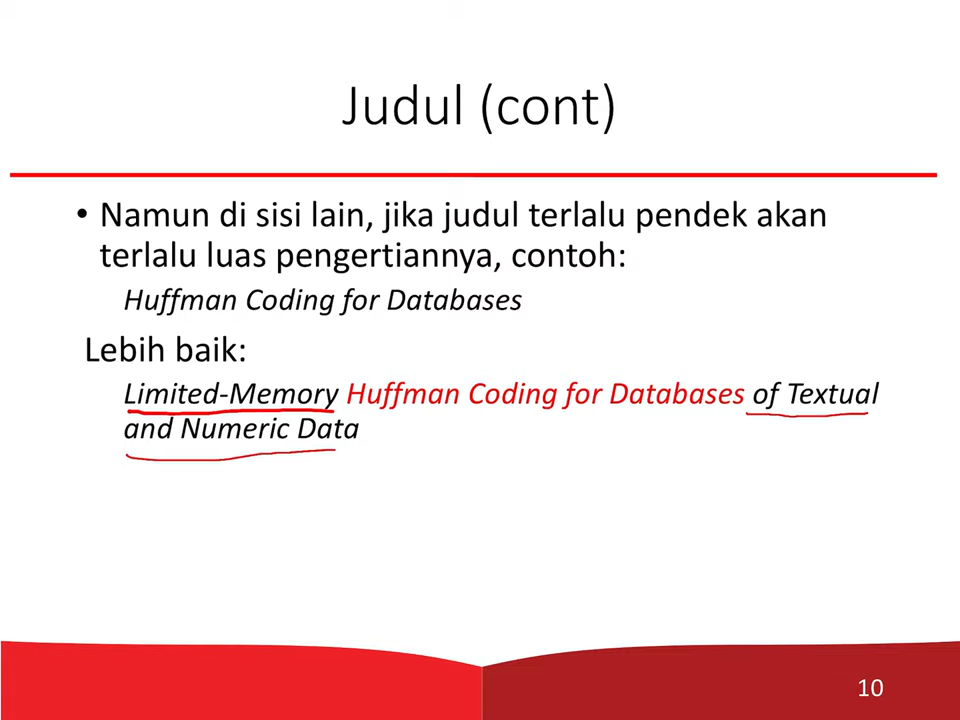 Judul (cont)
• Namun di sisi lain, jika judul terlalu pendek akan
terlalu luas pengertiannya, contoh:
Huffman Coding for Databases
Lebih baik:
Limited-Memory Huffman Coding for Databases of Textual
and Numeric Data
10